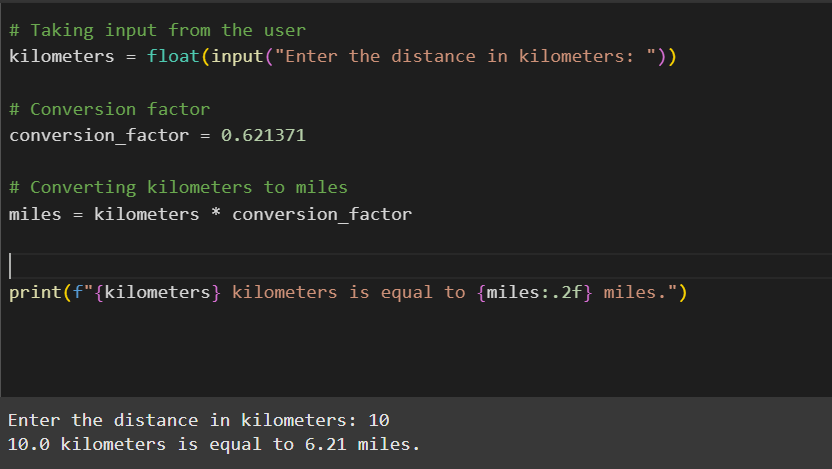 # Taking input from the user
kilometers = float(input("Enter the distance in kilometers: "))
# Conversion factor
conversion_factor = 0.621371
# Converting kilometers to miles
miles = kilometers * conversion_factor
print(f"{kilometers} kilometers is equal to {miles:.2f} miles.")
Enter the distance in kilometers: 10
10.0 kilometers is equal to 6.21 miles.